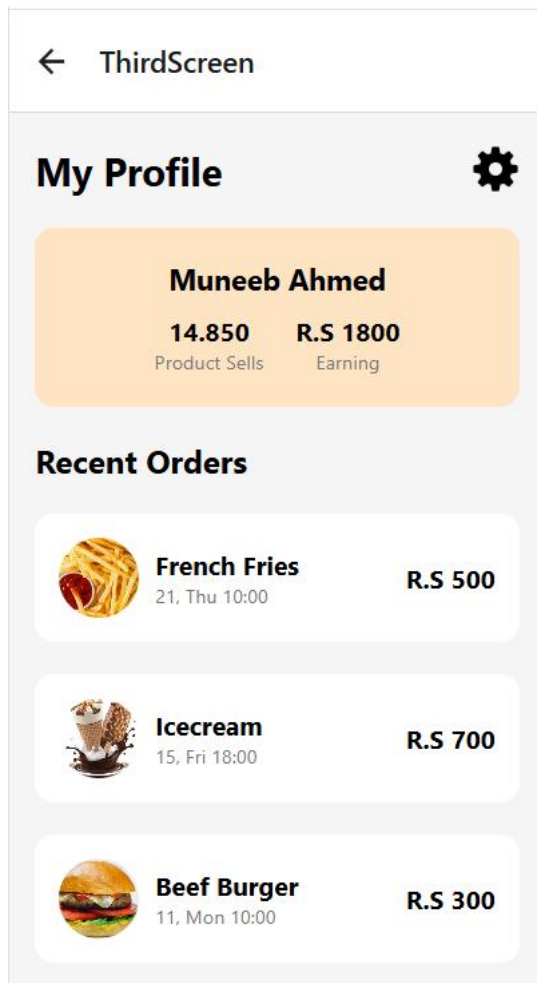 ThirdScreen
My Profile
Muneeb Ahmed
14.850 R.S 1800
Product Sells Earning
Recent Orders
French Fries
21, Thu 10:00
R.S 500
Icecream
15, Fri 18:00
R.S 700
Beef Burger
11, Mon 10:00
R.S 300